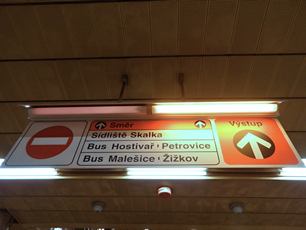 Směr
Výstup
Sídliště Skalka
Bus Hostivař · Petrovice
Bus Malešice · Žižkov